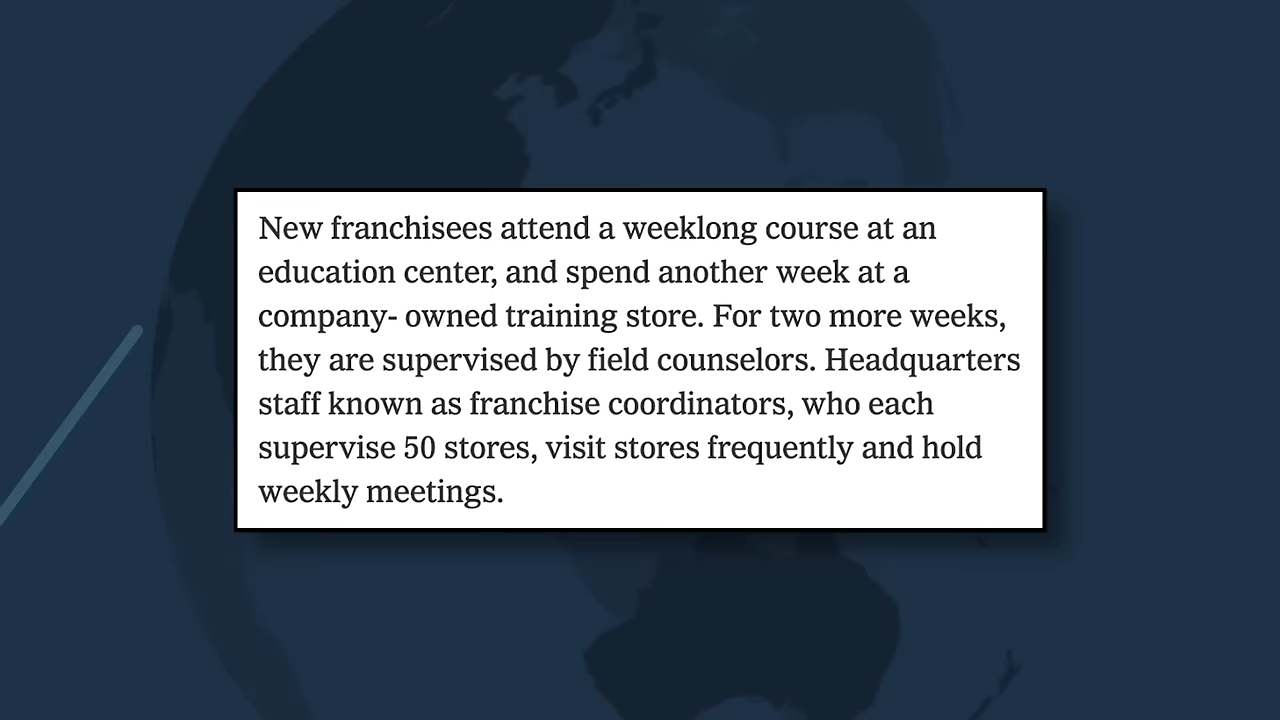 New franchisees attend a weeklong course at an
education center, and spend another week at a
company- owned training store. For two more weeks,
they are supervised by field counselors. Headquarters
staff known as franchise coordinators, who each
supervise 50 stores, visit stores frequently and hold
weekly meetings.